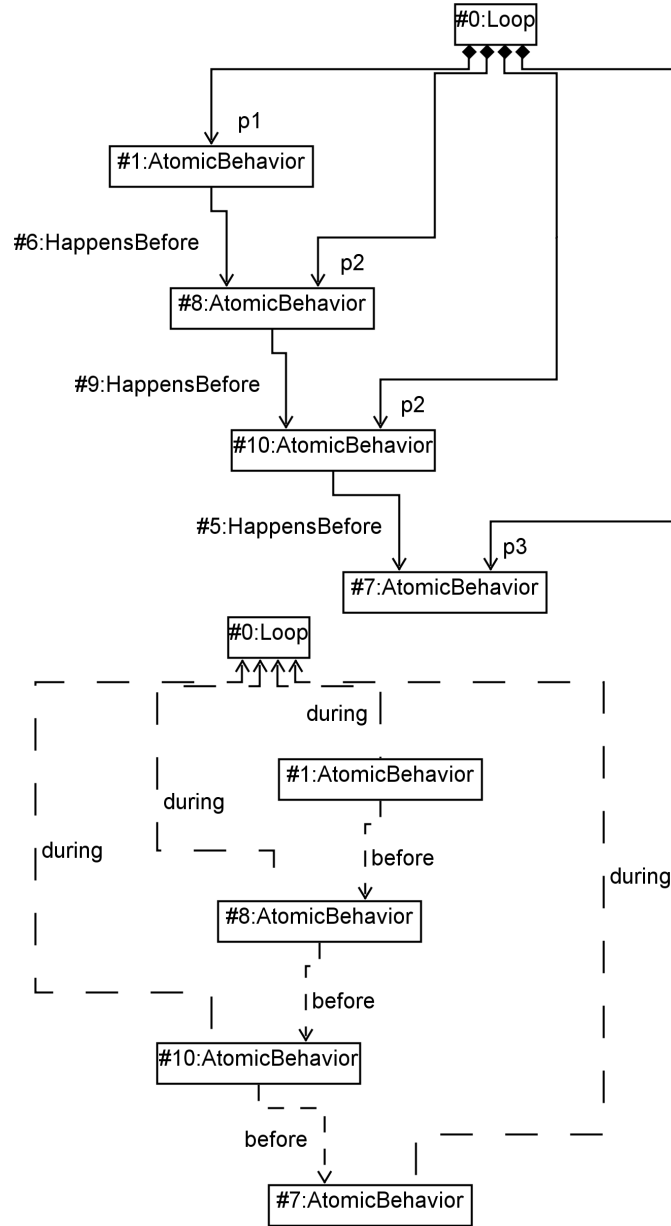 #0:Loop
p1
#1:AtomicBehavior
#6:HappensBefore
p2
#8:AtomicBehavior
#9:HappensBefore
p2
#10:AtomicBehavior
#5:HappensBefore
p3
#7:AtomicBehavior
#0:Loop
during
#1:AtomicBehavior
during
during
before
during
#8:AtomicBehavior
before
#10:AtomicBehavior
before
#7:AtomicBehavior